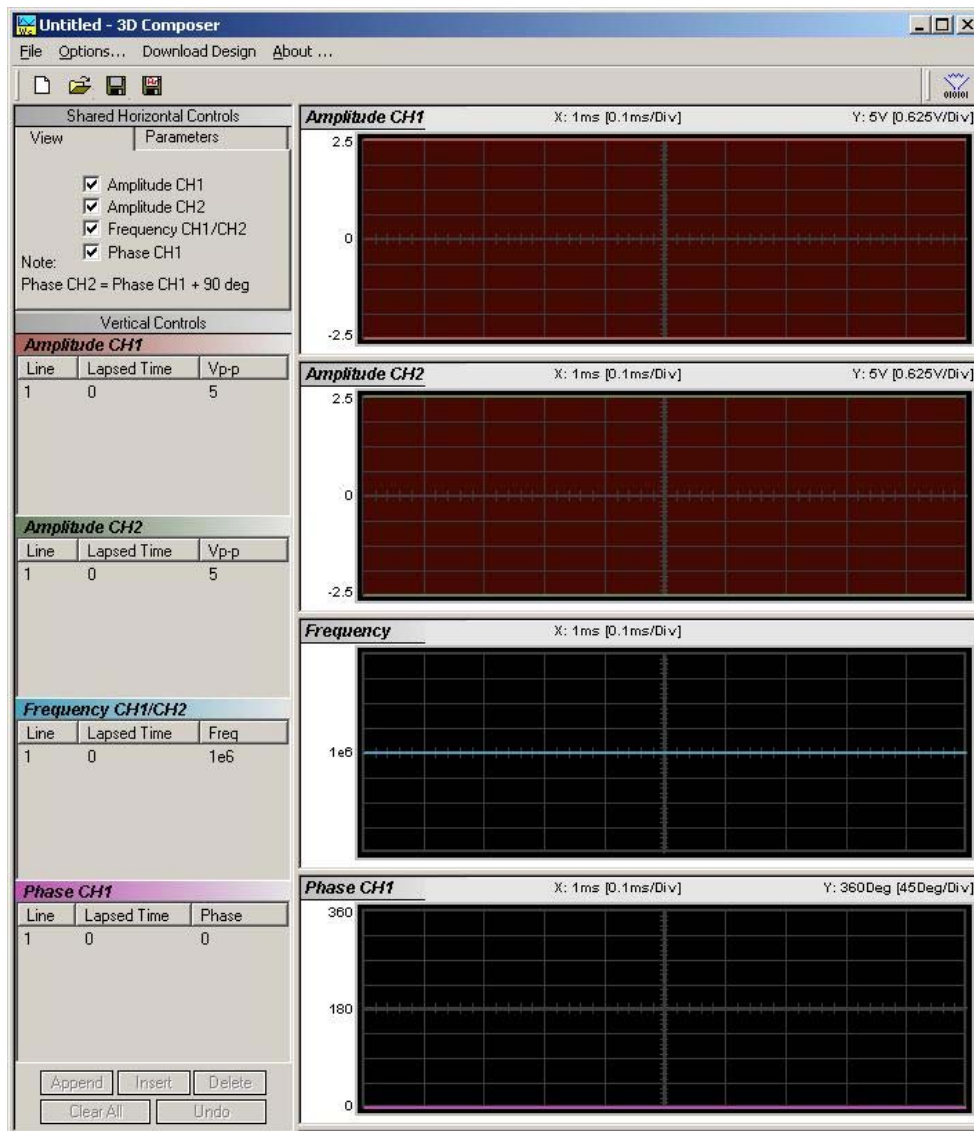 Untitled - 3D Composer
File Options... Download Design About ...
010101
Shared Horizontal Controls
View Parameters
Amplitude CH1
Amplitude CH2
Frequency CH1/CH2
Phase CH1
Note:
Phase CH2 = Phase CH1 + 90 deg
Vertical Controls
Amplitude CH1
Line Lapsed Time Vp-p
1 0 5
Amplitude CH2
Line Lapsed Time Vp-p
1 0 5
Frequency CH1/CH2
Line Lapsed Time Freq
1 0 1e6
Phase CH1
Line Lapsed Time Phase
1 0 0
Append Insert Delete
Clear All Undo
Amplitude CH1 X: 1ms [0.1ms/Div] Y: 5V [0.625V/Div]
2.5
0
-2.5
Amplitude CH2 X: 1ms [0.1ms/Div] Y: 5V [0.625V/Div]
2.5
0
-2.5
Frequency X: 1ms [0.1ms/Div]
1e6
Phase CH1 X: 1ms [0.1ms/Div] Y: 360Deg [45Deg/Div]
360
180
0